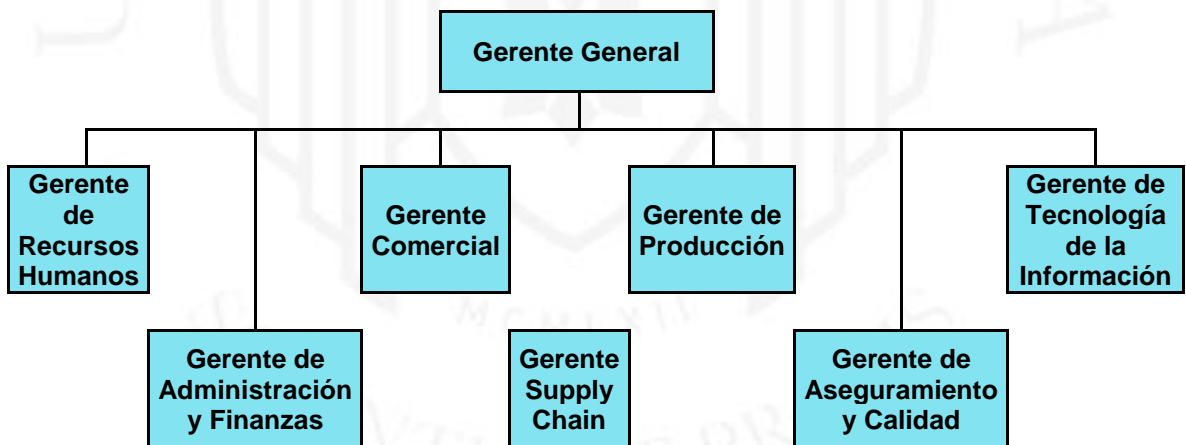 Gerente General
Gerente
de
Recursos
Humanos
Gerente
Comercial
Gerente de
Producción
Gerente de
Tecnología
de la
Información
Gerente de
Administración
y Finanzas
Gerente
Supply
Chain
Gerente de
Aseguramiento
y Calidad